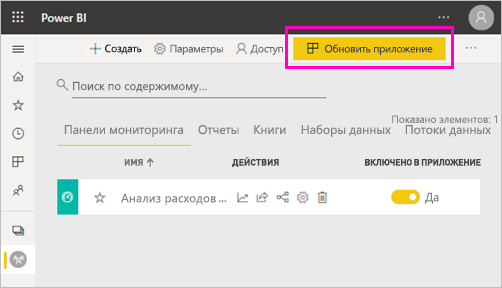 Power BI
Создать Параметры Доступ Обновить приложение
Поиск по содержимому...
Показано элементов: 1
Панели мониторинга Отчеты Книги Наборы данных Потоки данных
ИМЯ ДЕЙСТВИЯ ВКЛЮЧЕНО В ПРИЛОЖЕНИЕ
Анализ расходов ... Да